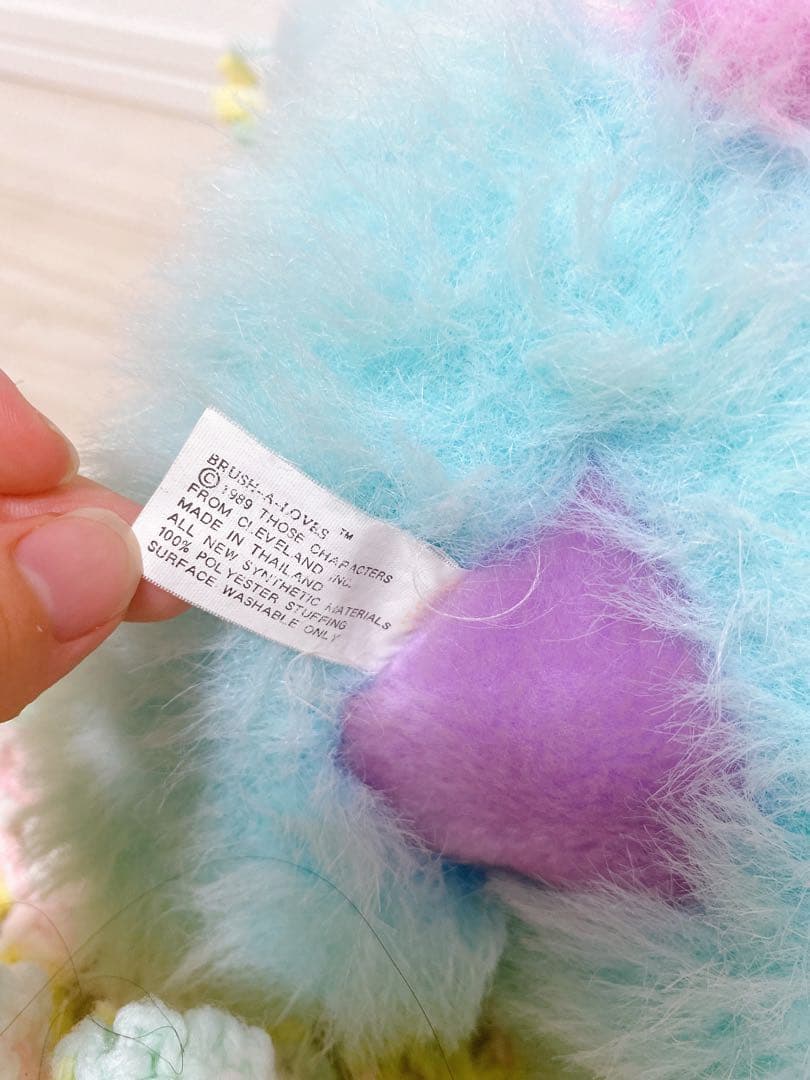 BRUSH-A-LOVES ™
© 1989 THOSE CHARACTERS
FROM CLEVELAND INC.
MADE IN THAILAND
ALL NEW SYNTHETIC MATERIALS
100% POLYESTER STUFFING
SURFACE WASHABLE ONLY